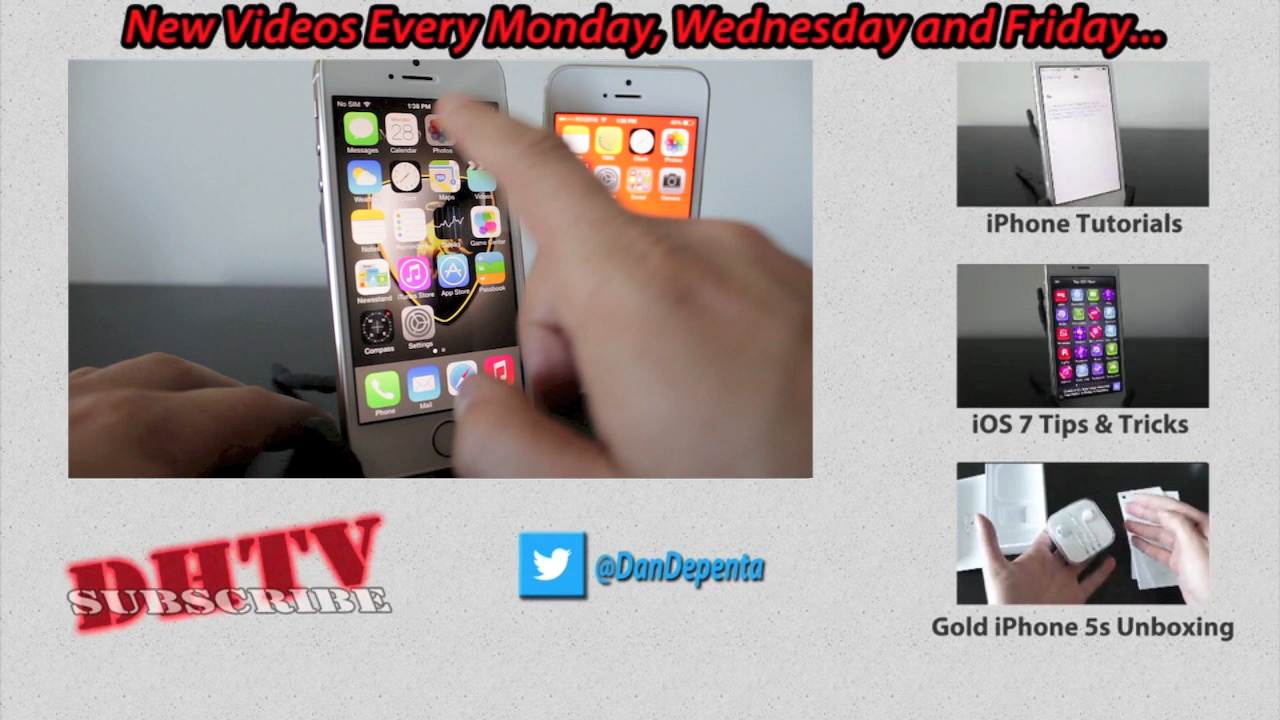 New Videos Every Monday, Wednesday and Friday...
No SIM 1:38 PM
Messages Calendar Photos
Maps
Newsstand iTunes Store App Store Passbook
Game Center
Compass Settings
Phone Mail
iPhone Tutorials
iOS 7 Tips & Tricks
Gold iPhone 5s Unboxing
DHTV
SUBSCRIBE
@DanDepenta